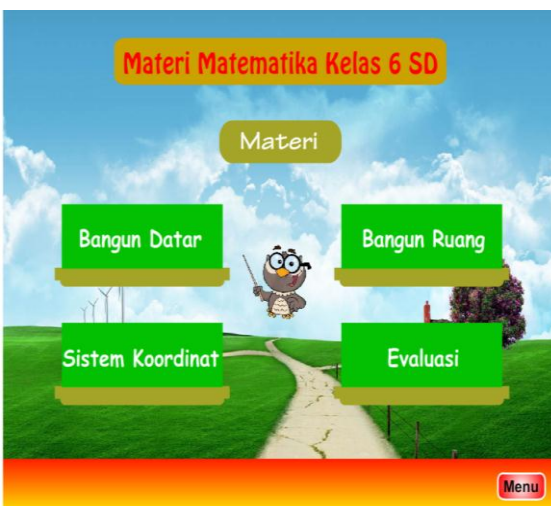 Materi Matematika Kelas 6 SD
Materi
Bangun Datar
Bangun Ruang
Sistem Koordinat
Evaluasi
Menu